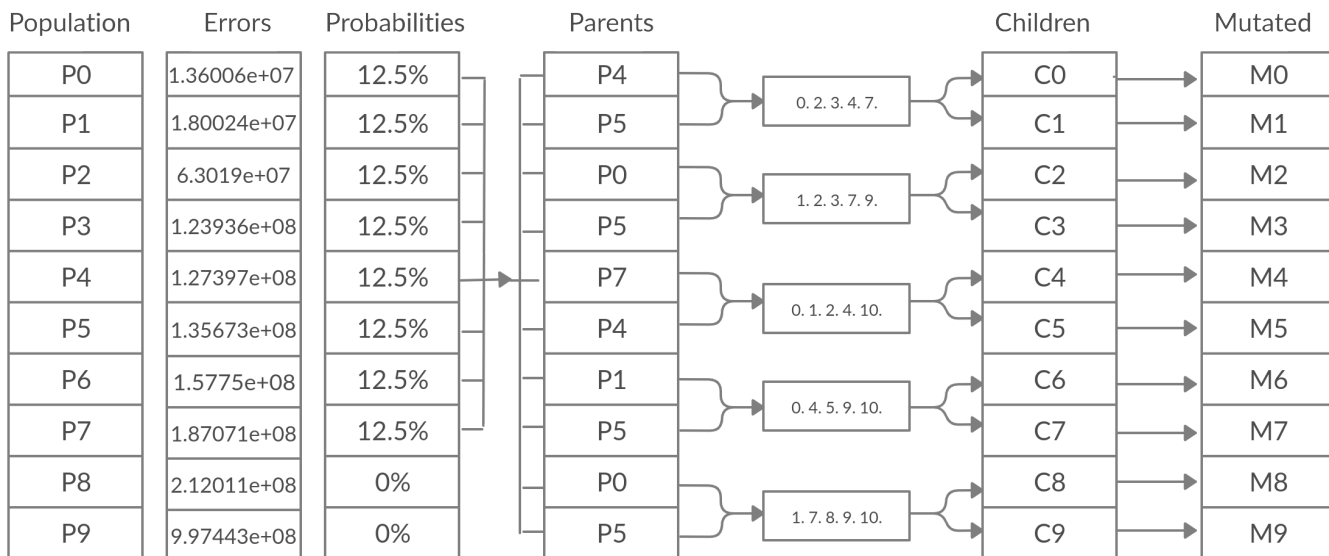 Population Errors Probabilities Parents Children Mutated
P0 1.36006e+07 12.5% P4 C0 M0
0. 2. 3. 4. 7.
P1 1.80024e+07 12.5% P5 C1 M1
P2 6.3019e+07 12.5% P0 C2 M2
1. 2. 3. 7. 9.
P3 1.23936e+08 12.5% P5 C3 M3
P4 1.27397e+08 12.5% P7 C4 M4
0. 1. 2. 4. 10.
P5 1.35673e+08 12.5% P4 C5 M5
P6 1.5775e+08 12.5% P1 C6 M6
0. 4. 5. 9. 10.
P7 1.87071e+08 12.5% P5 C7 M7
P8 2.12011e+08 0% P0 C8 M8
1. 7. 8. 9. 10.
P9 9.97443e+08 0% P5 C9 M9